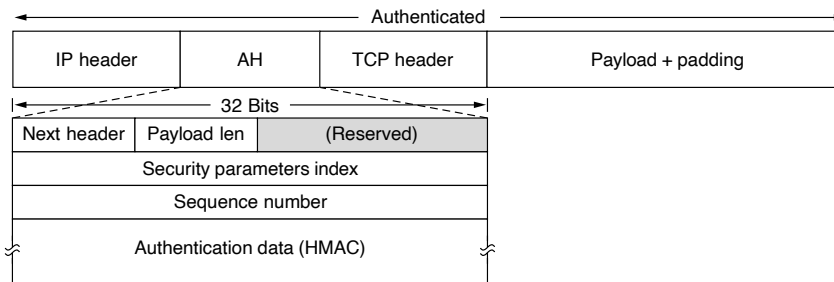 Authenticated
IP header AH TCP header Payload + padding
32 Bits
Next header Payload len (Reserved)
Security parameters index
Sequence number
Authentication data (HMAC)